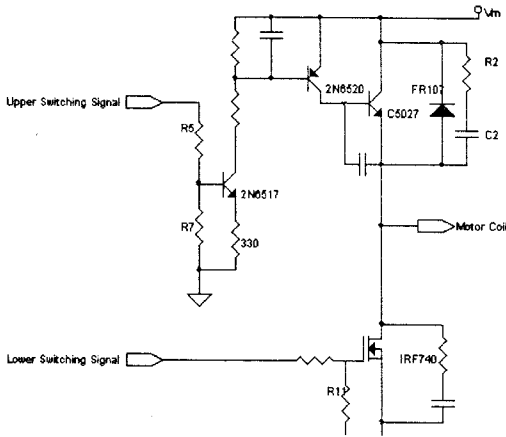 Vm
R2
2N6520
FR107
Upper Switching Signal
C5027
C2
R5
2N6517
R7
330
Motor Coil
Lower Switching Signal
IRF740
R11